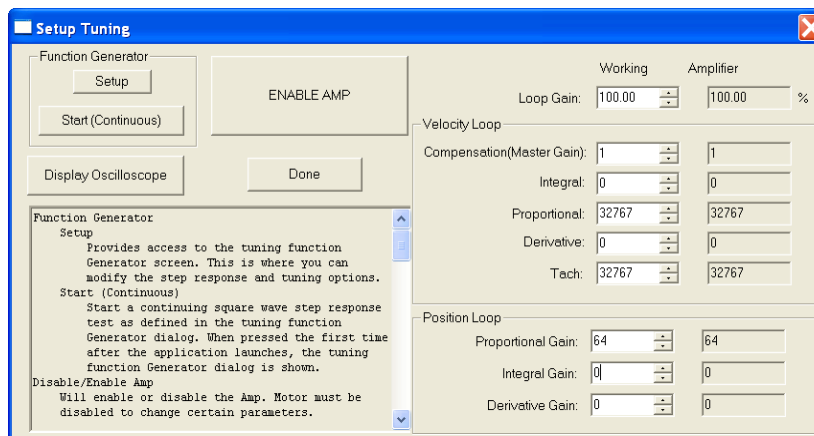 Setup Tuning
Function Generator
Setup
Start (Continuous)
ENABLE AMP
Display Oscilloscope
Done
Function Generator
Setup
Provides access to the tuning function
Generator screen. This is where you can
modify the step response and tuning options.
Start (Continuous)
Start a continuing square wave step response
test as defined in the tuning function
Generator dialog. When pressed the first time
after the application launches, the tuning
function Generator dialog is shown.
Disable/Enable Amp
Will enable or disable the Amp. Motor must be
disabled to change certain parameters.
Working Amplifier
Loop Gain: 100.00 100.00 %
Velocity Loop
Compensation(Master Gain): 1 1
Integral: 0 0
Proportional: 32767 32767
Derivative: 0 0
Tach: 32767 32767
Position Loop
Proportional Gain: 64 64
Integral Gain: 0 0
Derivative Gain: 0 0